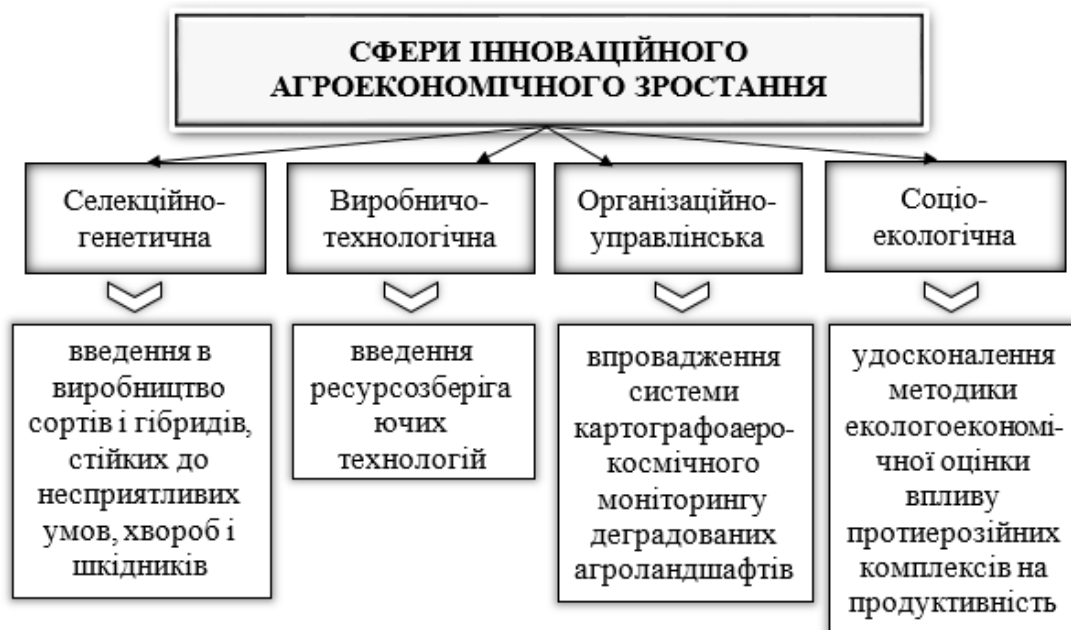 СФЕРИ ІННОВАЦІЙНОГО
АГРОЕКОНОМІЧНОГО ЗРОСТАННЯ
Селекційно-
генетична
Виробничо-
технологічна
Організаційно-
управлінська
Соціо-
екологічна
введення в
виробництво
сортів і гібридів,
стійких до
несприятливих
умов, хвороб і
шкідників
введення
ресурсозберіга
ючих
технологій
впровадження
системи
картографоаеро-
космічного
моніторингу
деградованих
агроландшафтів
удосконалення
методики
екологоекономі-
чної оцінки
впливу
протиерозійних
комплексів на
продуктивність